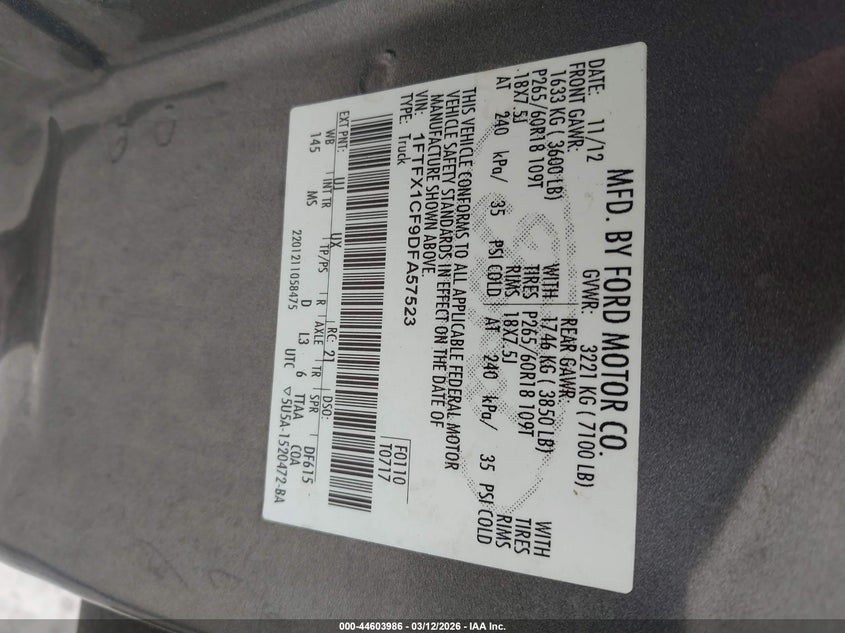 MFD. BY FORD MOTOR CO.
DATE: 11/12 GVWR: 3221 KG ( 7100 LB)
FRONT GAWR: REAR GAWR:
1633 KG ( 3600 LB) WITH 1746 KG ( 3850 LB) WITH
P265/60R18 109T TIRES P265/60R18 109T TIRES
18X7.5J RIMS 18X7.5J RIMS
AT 240 kPa/ 35 PSI COLD AT 240 kPa/ 35 PSI COLD
THIS VEHICLE CONFORMS TO ALL APPLICABLE FEDERAL MOTOR
VEHICLE SAFETY STANDARDS IN EFFECT ON THE DATE OF
MANUFACTURE SHOWN ABOVE.
VIN: 1FTFX1CF9DFA57523 F0110
TYPE: Truck T0717
EXT PNT: UJ UX RC: 21 DSO:
WB INT TR TP/PS R AXLE TR SPR DF615
145 MS D L3 6 TTAA C0A
2201211058475 UTC ▽ 5U5A-1520472-BA
000-44603986 - 03/12/2026 - IAA Inc.